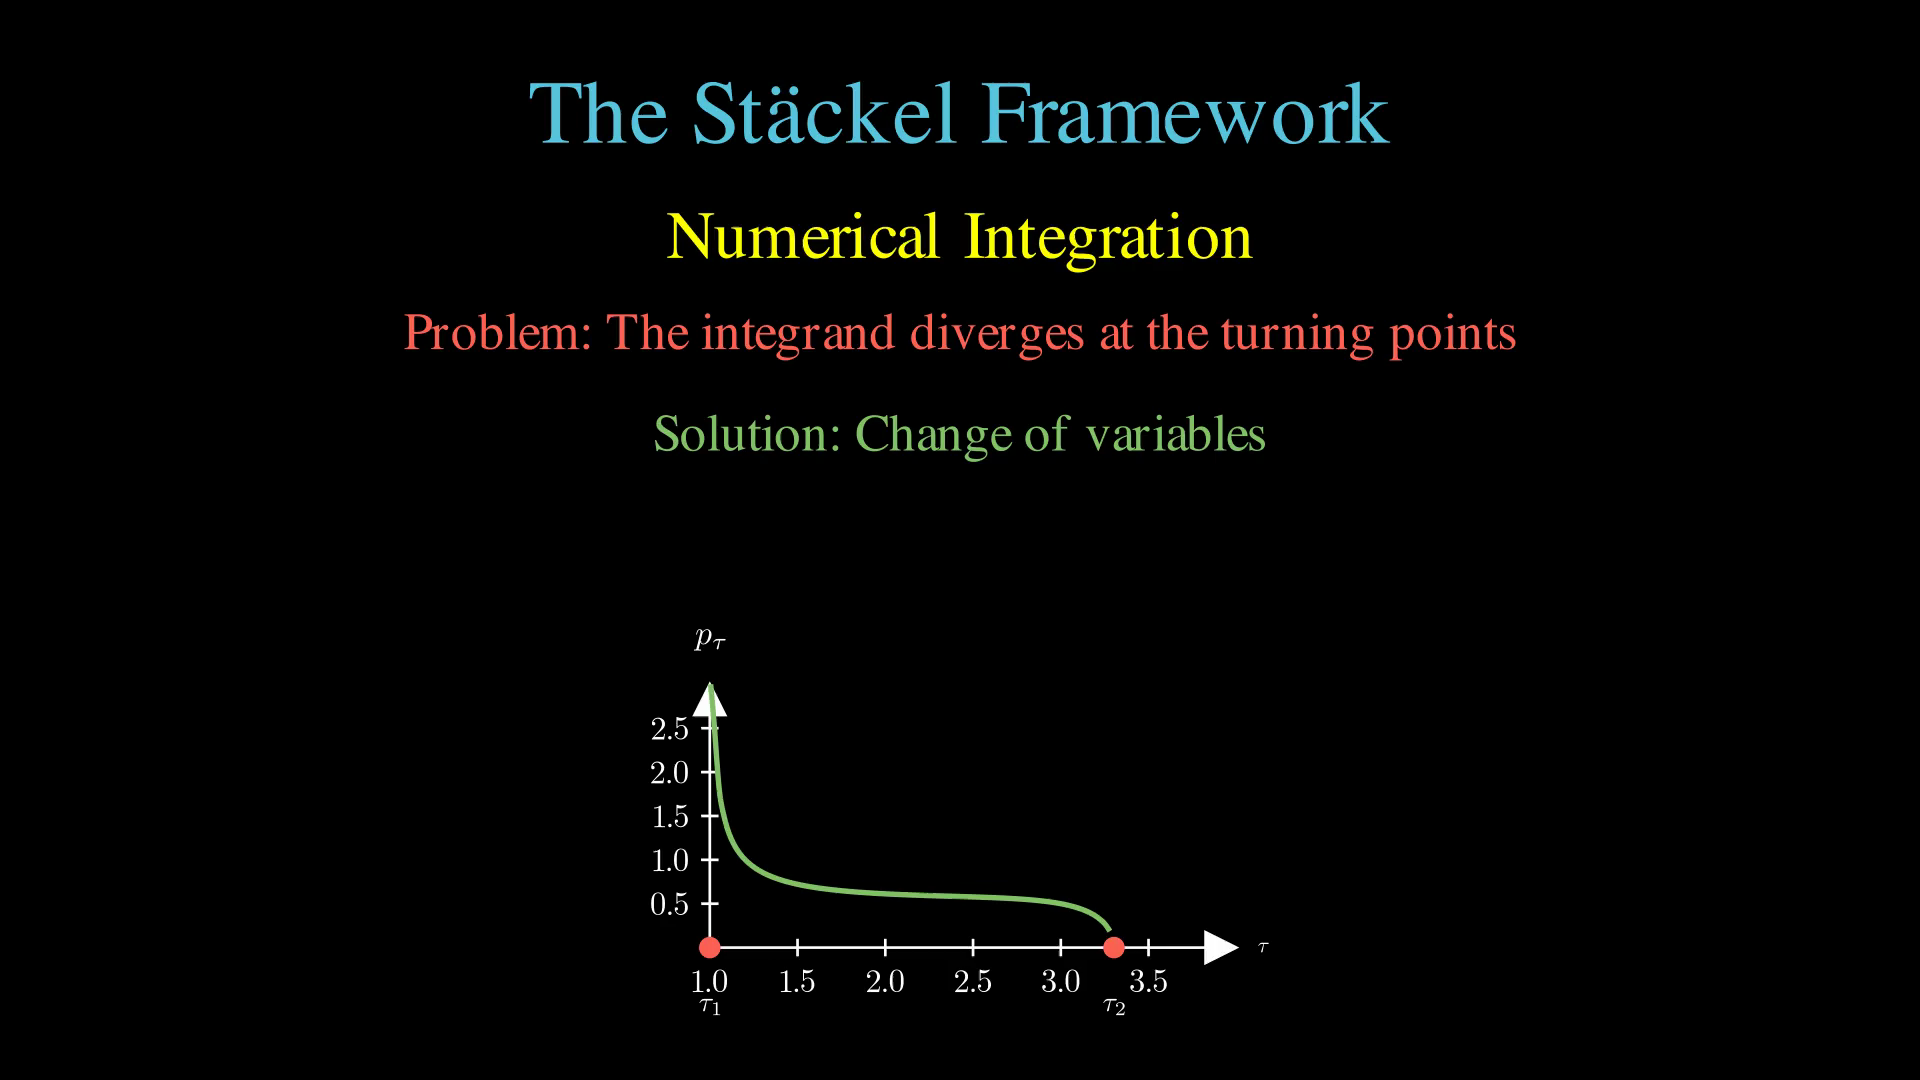 The Stäckel Framework
Numerical Integration
Problem: The integrand diverges at the turning points
Solution: Change of variables
p_τ
2.5
2.0
1.5
1.0
0.5
τ
1.0 1.5 2.0 2.5 3.0 3.5
τ₁ τ₂